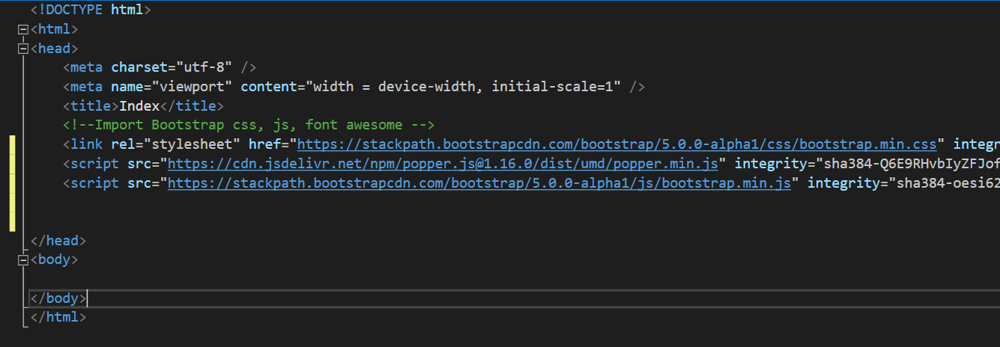 <!DOCTYPE html>
<html>
<head>
<meta charset="utf-8" />
<meta name="viewport" content="width = device-width, initial-scale=1" />
<title>Index</title>
<!--Import Bootstrap css, js, font awesome -->
<link rel="stylesheet" href="https://stackpath.bootstrapcdn.com/bootstrap/5.0.0-alpha1/css/bootstrap.min.css" integr
<script src="https://cdn.jsdelivr.net/npm/popper.js@1.16.0/dist/umd/popper.min.js" integrity="sha384-Q6E9RHvbIyZFJof
<script src="https://stackpath.bootstrapcdn.com/bootstrap/5.0.0-alpha1/js/bootstrap.min.js" integrity="sha384-oesi62
</head>
<body>
</body>
</html>